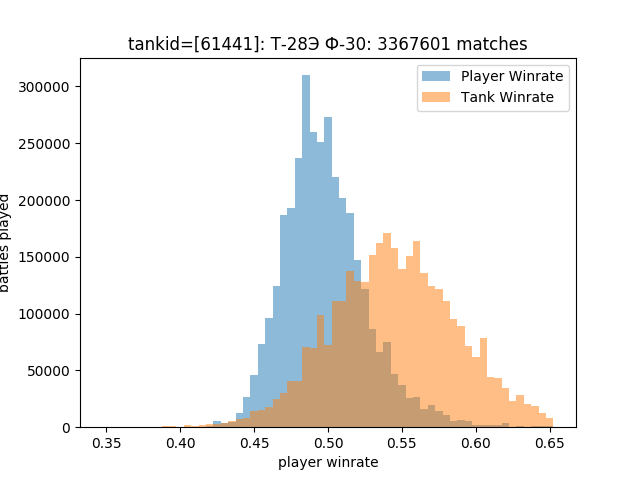 tankid=[61441]: Т-28Э Ф-30: 3367601 matches
Player Winrate
Tank Winrate
300000
250000
200000
150000
100000
50000
0
battles played
0.35 0.40 0.45 0.50 0.55 0.60 0.65
player winrate